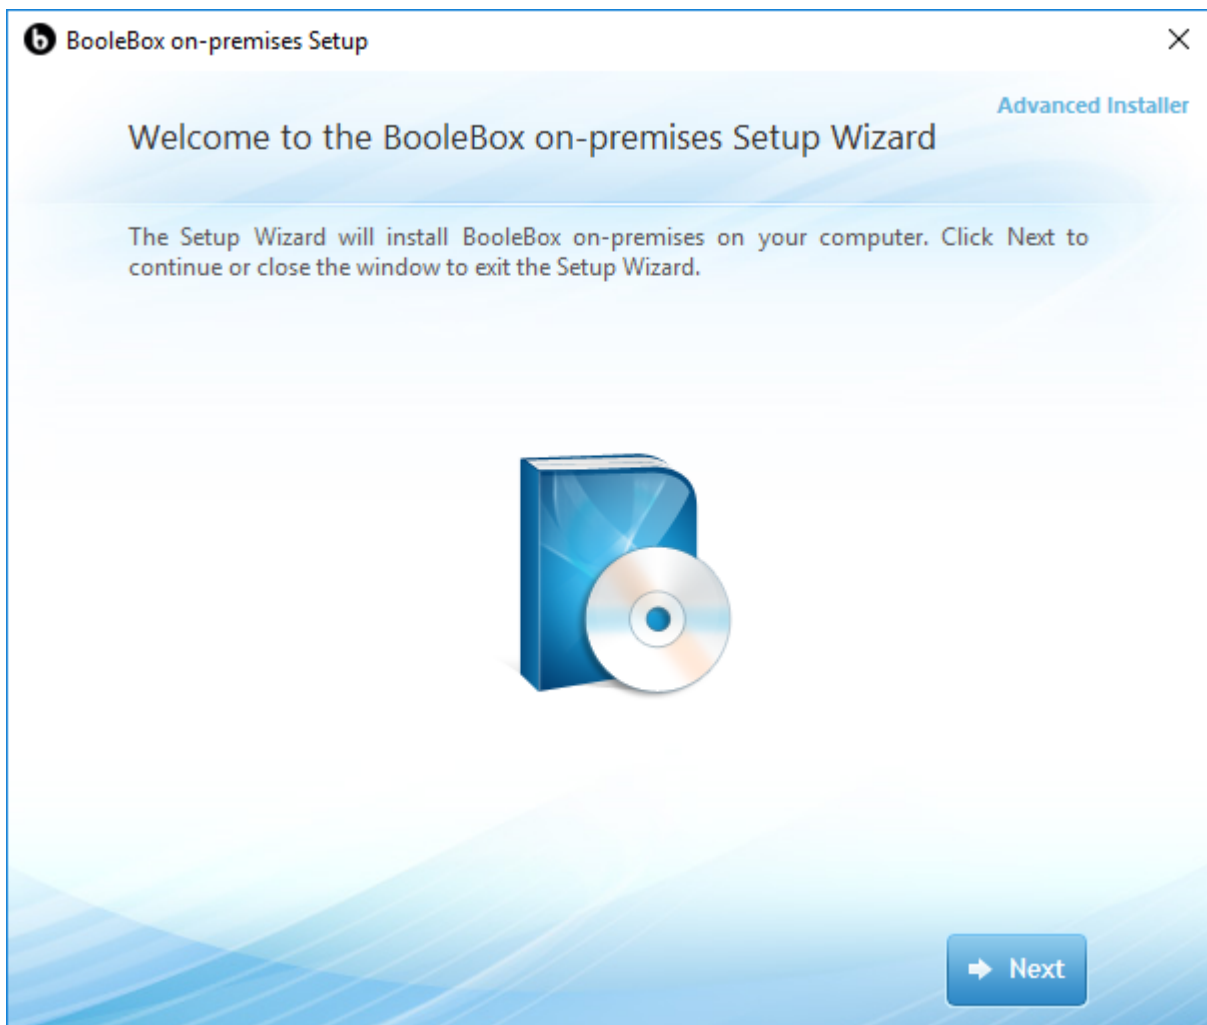 BooleBox on-premises Setup
Advanced Installer
Welcome to the BooleBox on-premises Setup Wizard
The Setup Wizard will install BooleBox on-premises on your computer. Click Next to
continue or close the window to exit the Setup Wizard.
Next